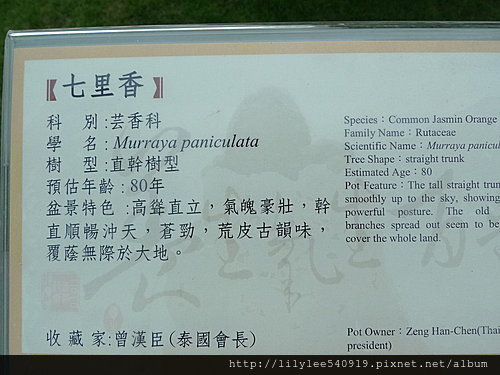 【七里香】
科　別:芸香科
學　名:Murraya paniculata
樹　型:直幹樹型
預估年齡:80年
盆景特色 :高聳直立,氣魄豪壯,幹
直順暢沖天,蒼勁,荒皮古韻味,
覆蔭無際於大地。
收 藏 家:曾漢臣(泰國會長)
Species:Common Jasmin Orange
Family Name:Rutaceae
Scientific Name:Murraya
Tree Shape:straight trunk
Estimated Age:80
Pot Feature:The tall straight
smoothly up to the sky, showing
powerful posture. The old
branches spread out seem to be
cover the whole land.
Pot Owner:Zeng Han-Chen(Thai
president)
http://lilylee540919.pixnet.net/album